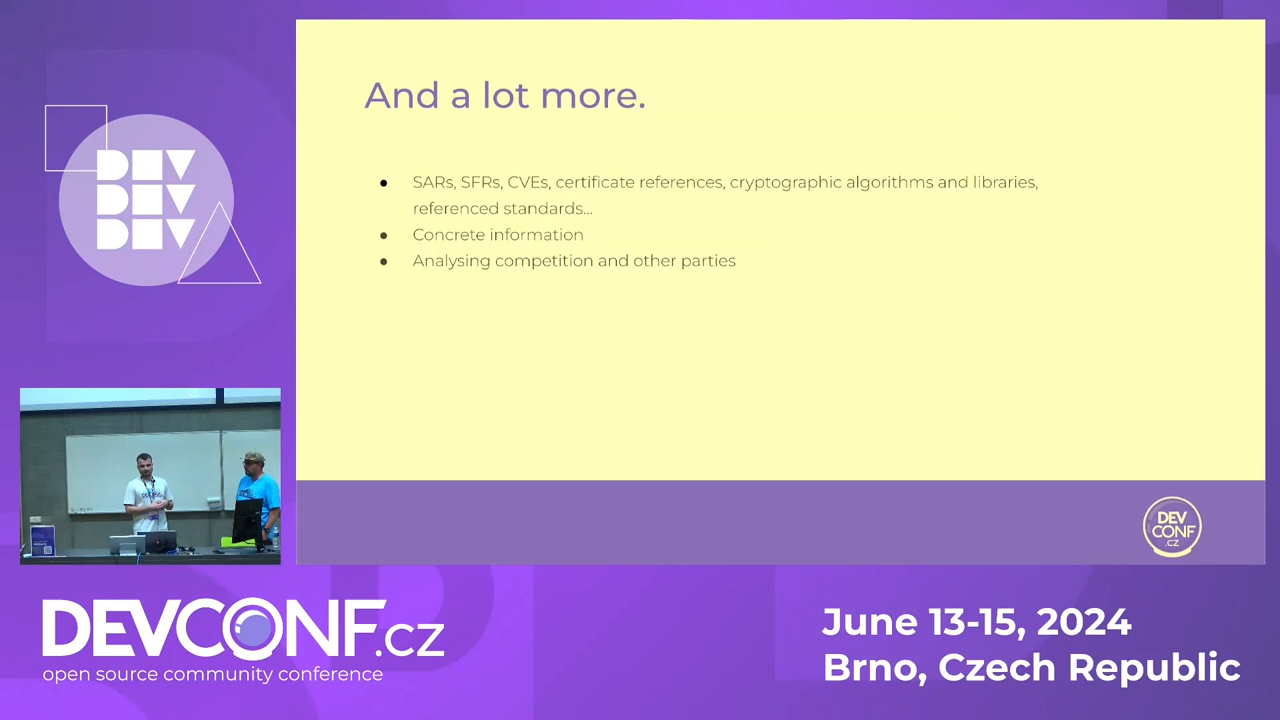 And a lot more.
SARs, SFRs, CVEs, certificate references, cryptographic algorithms and libraries,
referenced standards...
Concrete information
Analysing competition and other parties
DEV
DEV
DEV
DEV
CONF
.CZ
DEVCONF.cz
open source community conference
June 13-15, 2024
Brno, Czech Republic